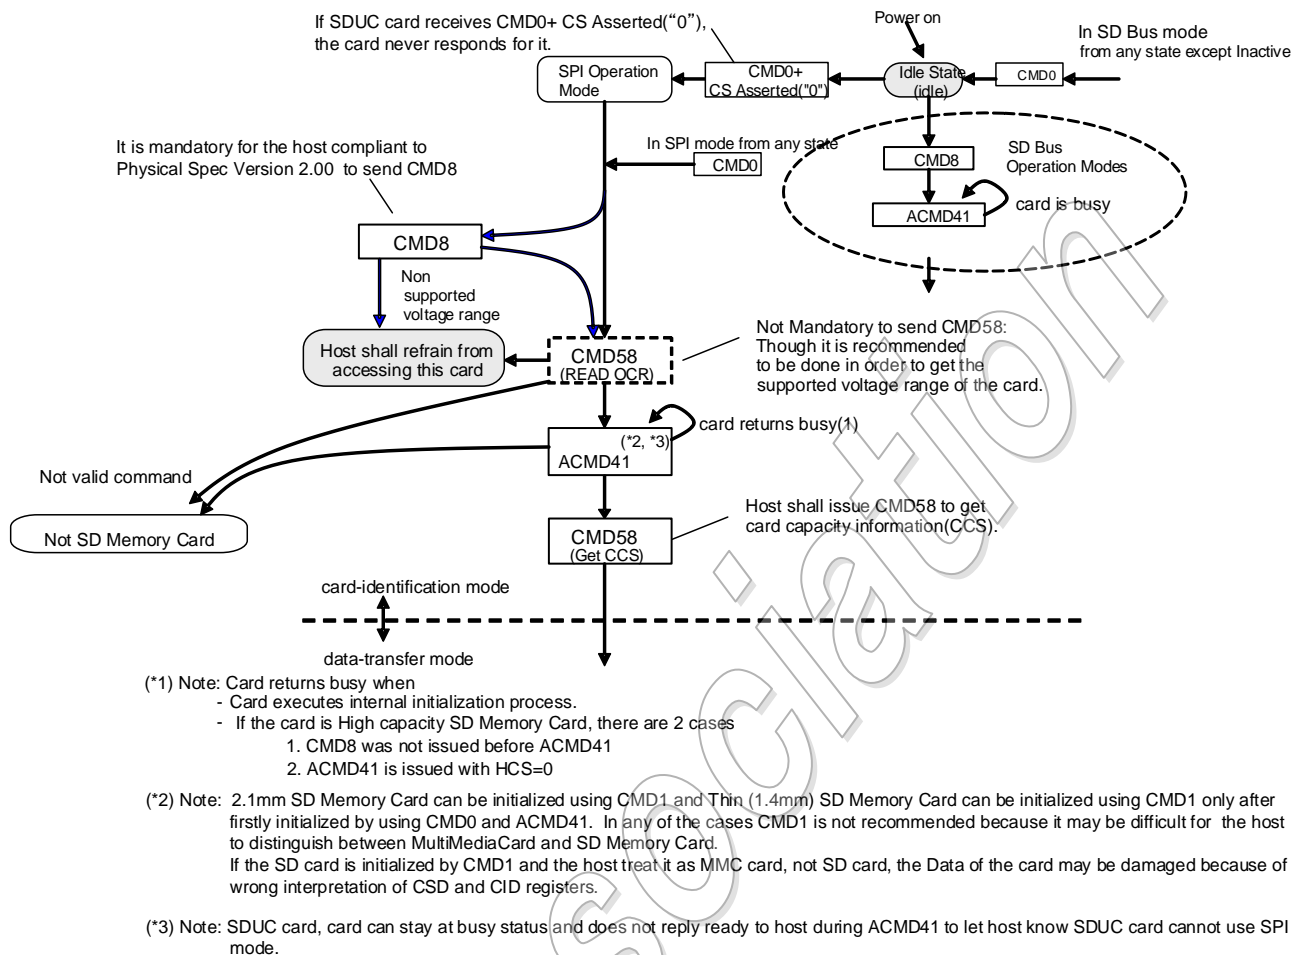 If SDUC card receives CMD0+ CS Asserted(“0”),
the card never responds for it.
Power on
In SD Bus mode
from any state except Inactive
SPI Operation
Mode
CMD0+
CS Asserted("0")
Idle State
(idle)
CMD0
It is mandatory for the host compliant to
Physical Spec Version 2.00 to send CMD8
In SPI mode from any state
CMD0
CMD8
SD Bus
Operation Modes
ACMD41
card is busy
CMD8
Non
supported
voltage range
Host shall refrain from
accessing this card
CMD58
(READ OCR)
Not Mandatory to send CMD58:
Though it is recommended
to be done in order to get the
supported voltage range of the card.
(*2, *3)
ACMD41
card returns busy(1)
Not valid command
Not SD Memory Card
CMD58
(Get CCS)
Host shall issue CMD58 to get
card capacity information(CCS).
card-identification mode
data-transfer mode
(*1) Note: Card returns busy when
- Card executes internal initialization process.
- If the card is High capacity SD Memory Card, there are 2 cases
1. CMD8 was not issued before ACMD41
2. ACMD41 is issued with HCS=0
(*2) Note: 2.1mm SD Memory Card can be initialized using CMD1 and Thin (1.4mm) SD Memory Card can be initialized using CMD1 only after
firstly initialized by using CMD0 and ACMD41. In any of the cases CMD1 is not recommended because it may be difficult for the host
to distinguish between MultiMediaCard and SD Memory Card.
If the SD card is initialized by CMD1 and the host treat it as MMC card, not SD card, the Data of the card may be damaged because of
wrong interpretation of CSD and CID registers.
(*3) Note: SDUC card, card can stay at busy status and does not reply ready to host during ACMD41 to let host know SDUC card cannot use SPI
mode.
sociation